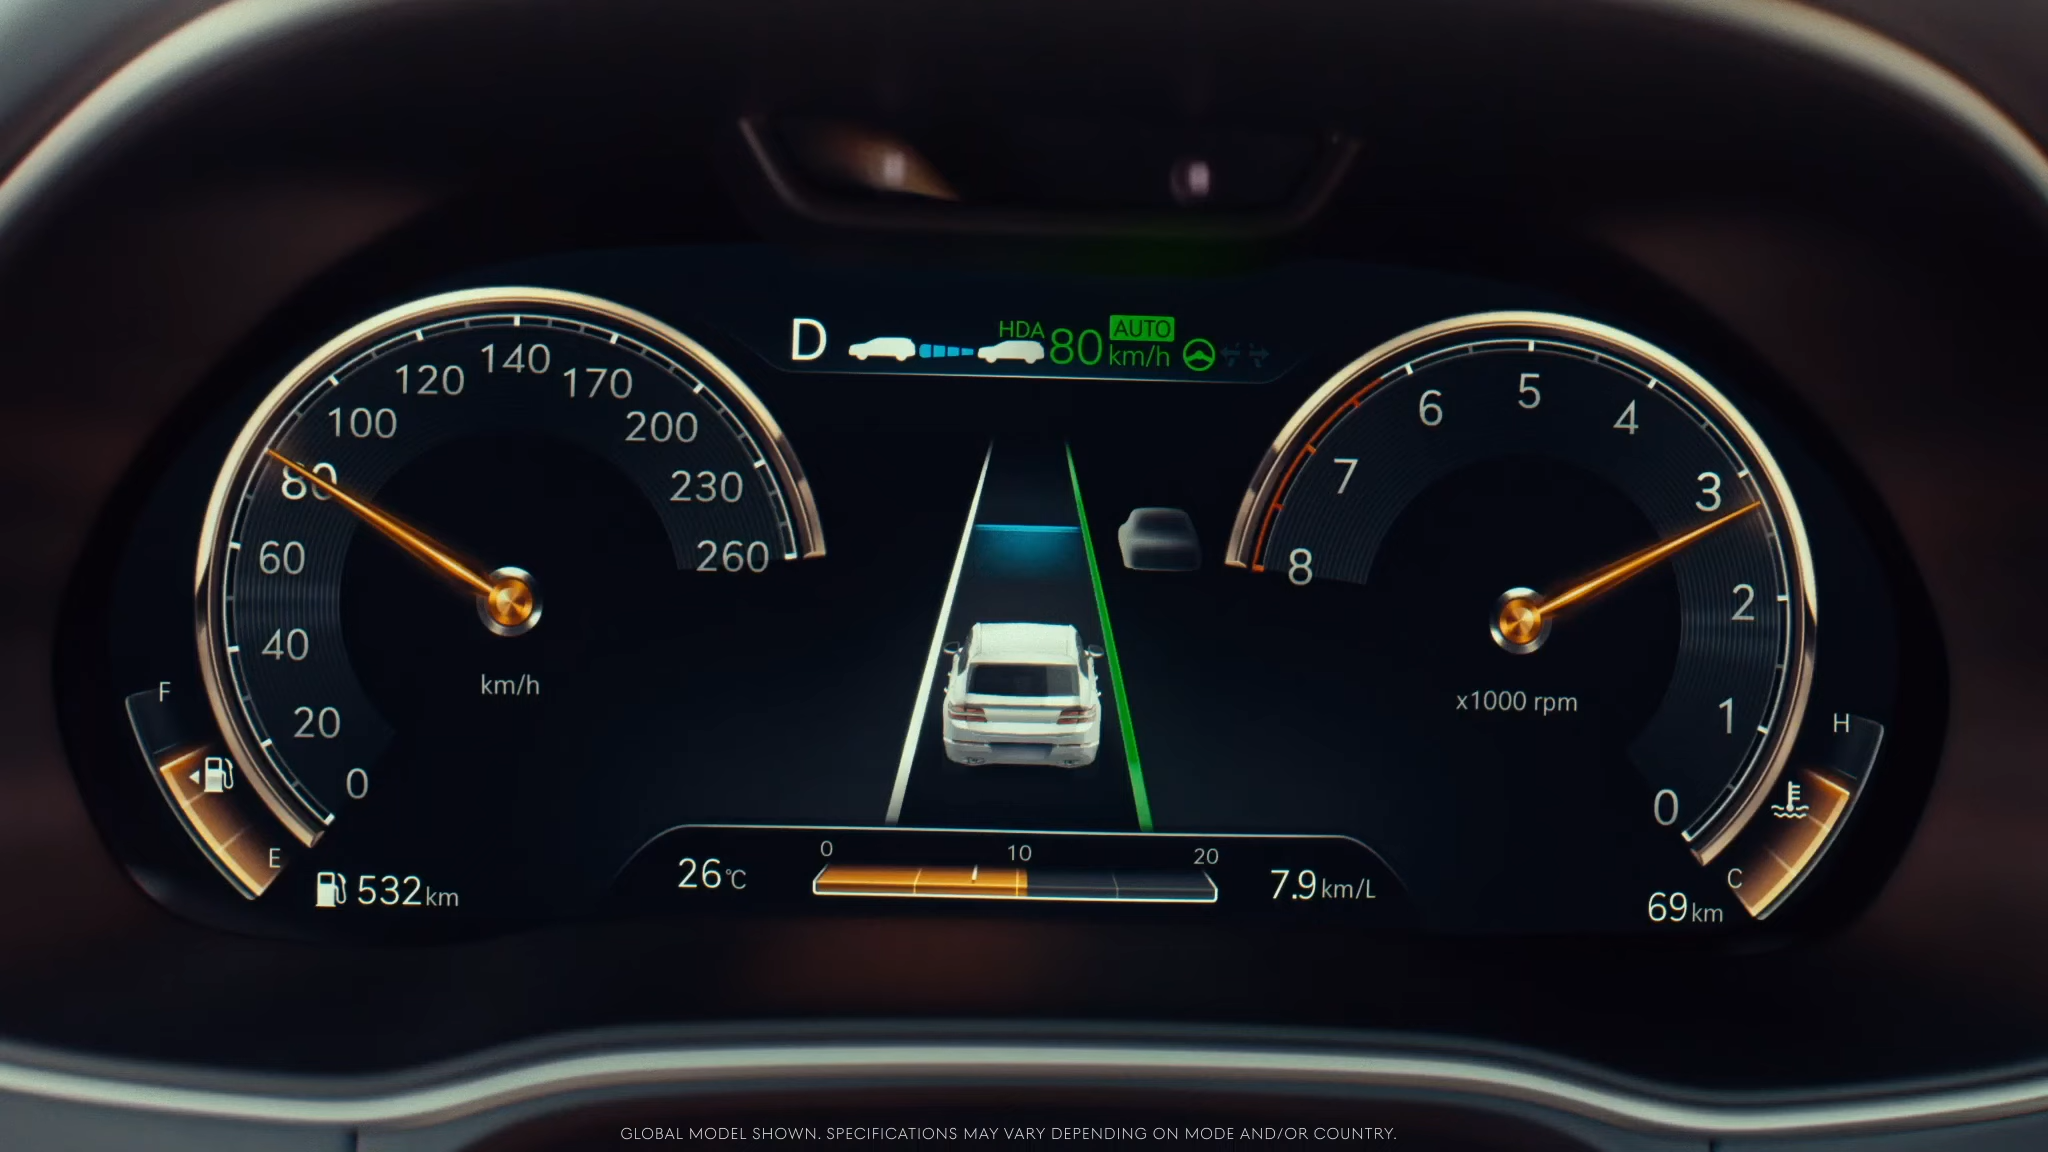 D HDA 80 AUTO km/h
0 20 40 60 80 100 120 140 170 200 230 260
km/h
0 1 2 3 4 5 6 7 8
x1000 rpm
F
E
532km
26°C
0 10 20
7.9km/L
H
C
69km
GLOBAL MODEL SHOWN. SPECIFICATIONS MAY VARY DEPENDING ON MODE AND/OR COUNTRY.